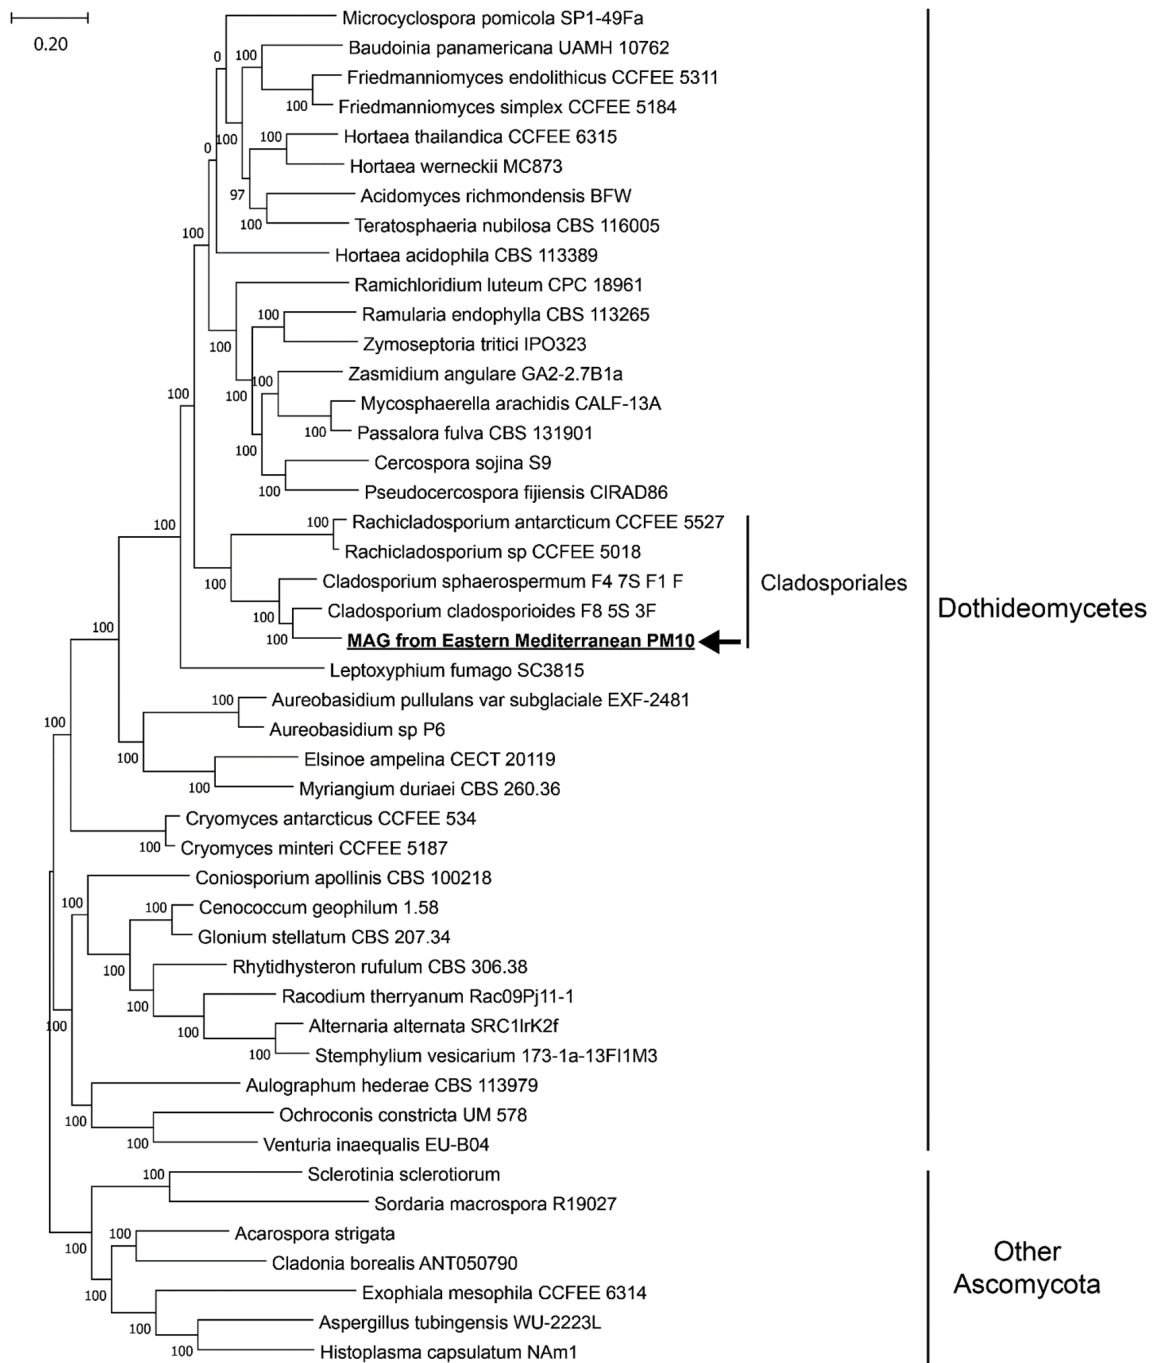 0.20
Microcyclospora pomicola SP1-49Fa
0
100
Baudoinia panamericana UAMH 10762
Friedmanniomyces endolithicus CCFEE 5311
100
Friedmanniomyces simplex CCFEE 5184
100
100
Hortaea thailandica CCFEE 6315
0
Hortaea werneckii MC873
97
Acidomyces richmondensis BFW
100
Teratosphaeria nubilosa CBS 116005
100
Hortaea acidophila CBS 113389
Ramichloridium luteum CPC 18961
100
Ramularia endophylla CBS 113265
100
Zymoseptoria tritici IPO323
100
Zasmidium angulare GA2-2.7B1a
100
100
Mycosphaerella arachidis CALF-13A
100
Passalora fulva CBS 131901
100
Cercospora sojina S9
100
Pseudocercospora fijiensis CIRAD86
100
100
Rachicladosporium antarcticum CCFEE 5527
Rachicladosporium sp CCFEE 5018
100
Cladosporium sphaerospermum F4 7S F1 F
Cladosporiales
Dothideomycetes
100
Cladosporium cladosporioides F8 5S 3F
100
100
MAG from Eastern Mediterranean PM10
Leptoxyphium fumago SC3815
100
Aureobasidium pullulans var subglaciale EXF-2481
100
Aureobasidium sp P6
100
Elsinoe ampelina CECT 20119
100
Myriangium duriaei CBS 260.36
Cryomyces antarcticus CCFEE 534
100
Cryomyces minteri CCFEE 5187
Coniosporium apollinis CBS 100218
100
100
Cenococcum geophilum 1.58
Glonium stellatum CBS 207.34
100
Rhytidhysteron rufulum CBS 306.38
100
Racodium therryanum Rac09Pj11-1
100
100
Alternaria alternata SRC1lrK2f
100
Stemphylium vesicarium 173-1a-13FI1M3
Aulographum hederae CBS 113979
100
Ochroconis constricta UM 578
100
Venturia inaequalis EU-B04
100
Sclerotinia sclerotiorum
Sordaria macrospora R19027
100
100
Acarospora strigata
Cladonia borealis ANT050790
Other
Ascomycota
100
Exophiala mesophila CCFEE 6314
100
Aspergillus tubingensis WU-2223L
100
Histoplasma capsulatum NAm1